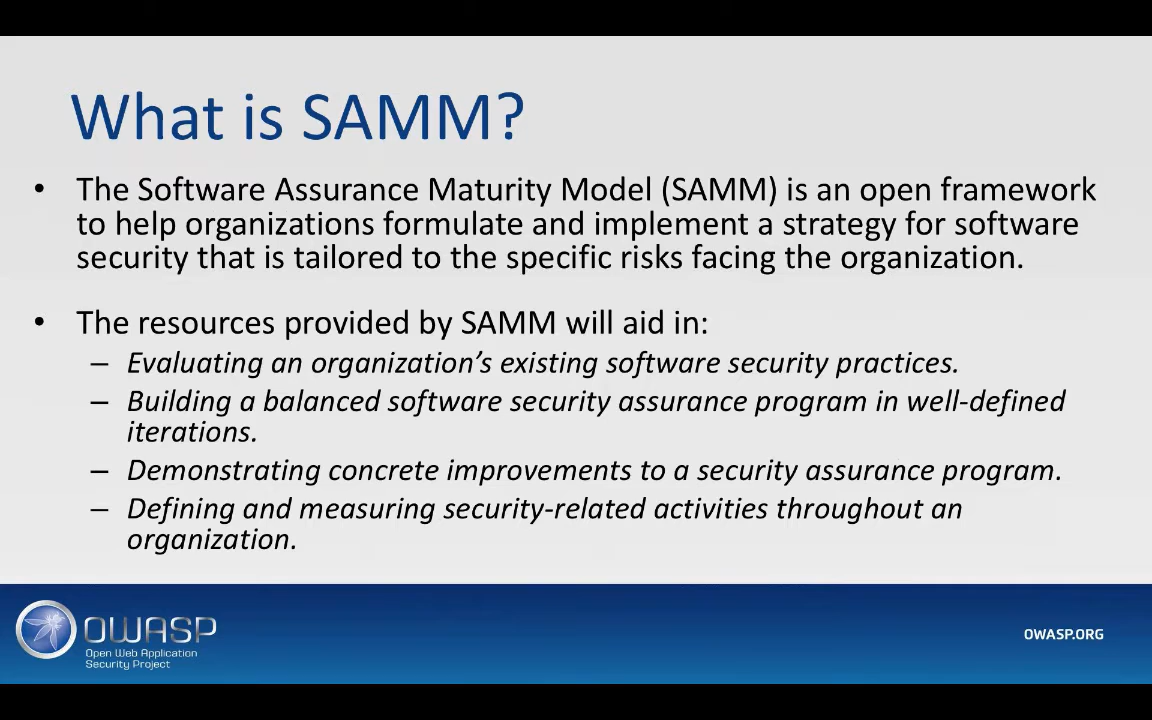 What is SAMM?
• The Software Assurance Maturity Model (SAMM) is an open framework
to help organizations formulate and implement a strategy for software
security that is tailored to the specific risks facing the organization.
• The resources provided by SAMM will aid in:
– Evaluating an organization’s existing software security practices.
– Building a balanced software security assurance program in well-defined
iterations.
– Demonstrating concrete improvements to a security assurance program.
– Defining and measuring security-related activities throughout an
organization.
OWASP
Open Web Application
Security Project
OWASP.ORG